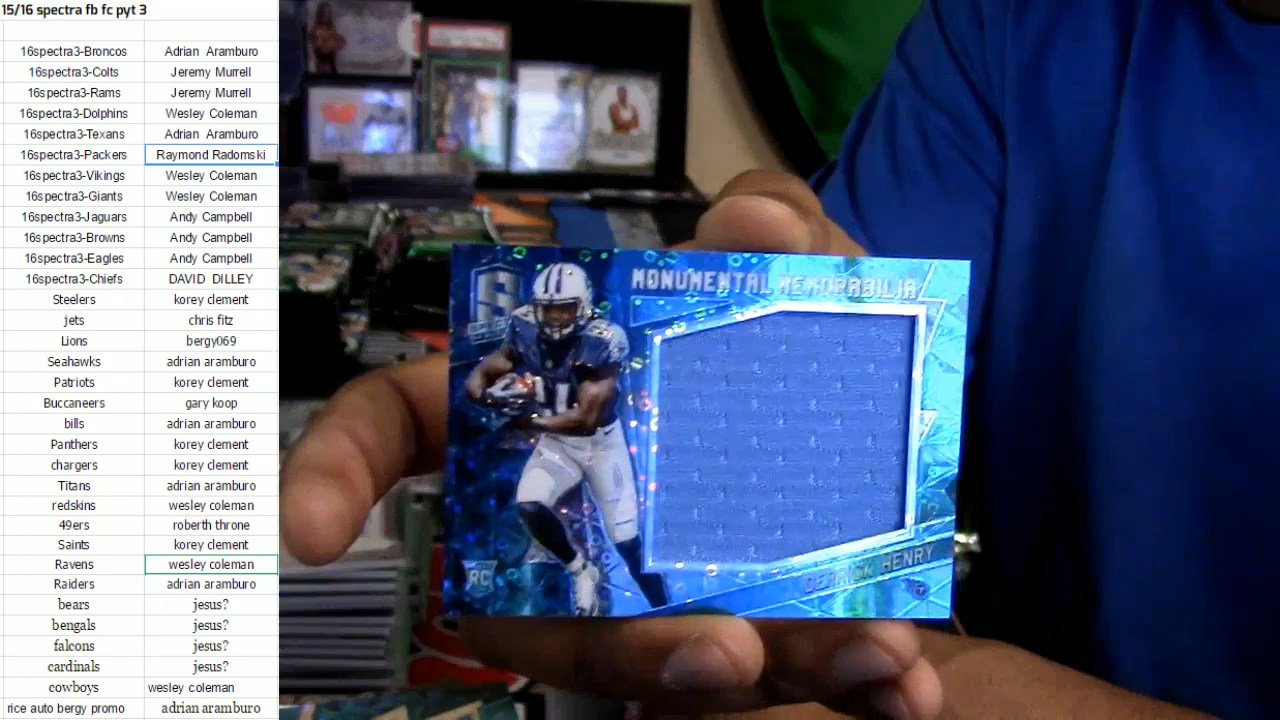 15/16 spectra fb fc pyt 3
16spectra3-Broncos Adrian Aramburo
16spectra3-Colts Jeremy Murrell
16spectra3-Rams Jeremy Murrell
16spectra3-Dolphins Wesley Coleman
16spectra3-Texans Adrian Aramburo
16spectra3-Packers Raymond Radomski
16spectra3-Vikings Wesley Coleman
16spectra3-Giants Wesley Coleman
16spectra3-Jaguars Andy Campbell
16spectra3-Browns Andy Campbell
16spectra3-Eagles Andy Campbell
16spectra3-Chiefs DAVID DILLEY
Steelers korey clement
jets chris fitz
Lions bergy069
Seahawks adrian aramburo
Patriots korey clement
Buccaneers gary koop
bills adrian aramburo
Panthers korey clement
chargers korey clement
Titans adrian aramburo
redskins wesley coleman
49ers roberth throne
Saints korey clement
Ravens wesley coleman
Raiders adrian aramburo
bears jesus?
bengals jesus?
falcons jesus?
cardinals jesus?
cowboys wesley coleman
rice auto bergy promo adrian aramburo
MONUMENTAL MEMORABILIA
S
RC
DERRICK HENRY